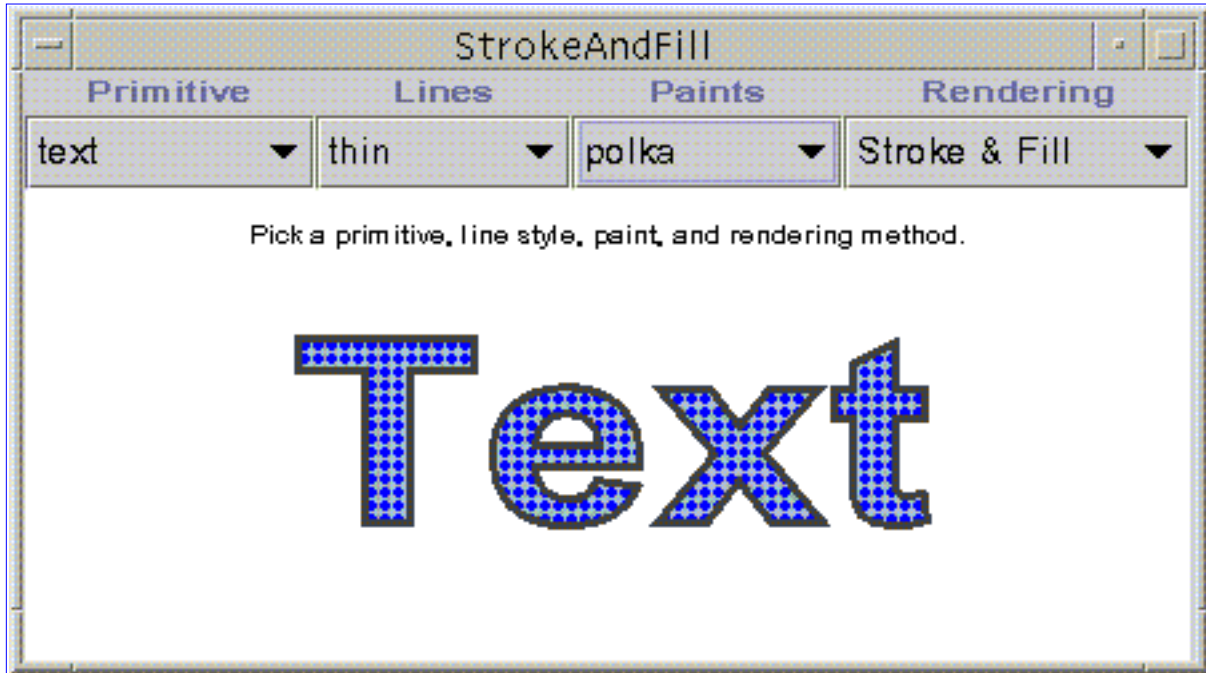 StrokeAndFill
Primitive Lines Paints Rendering
text thin polka Stroke & Fill
Pick a primitive, line style, paint, and rendering method.
Text